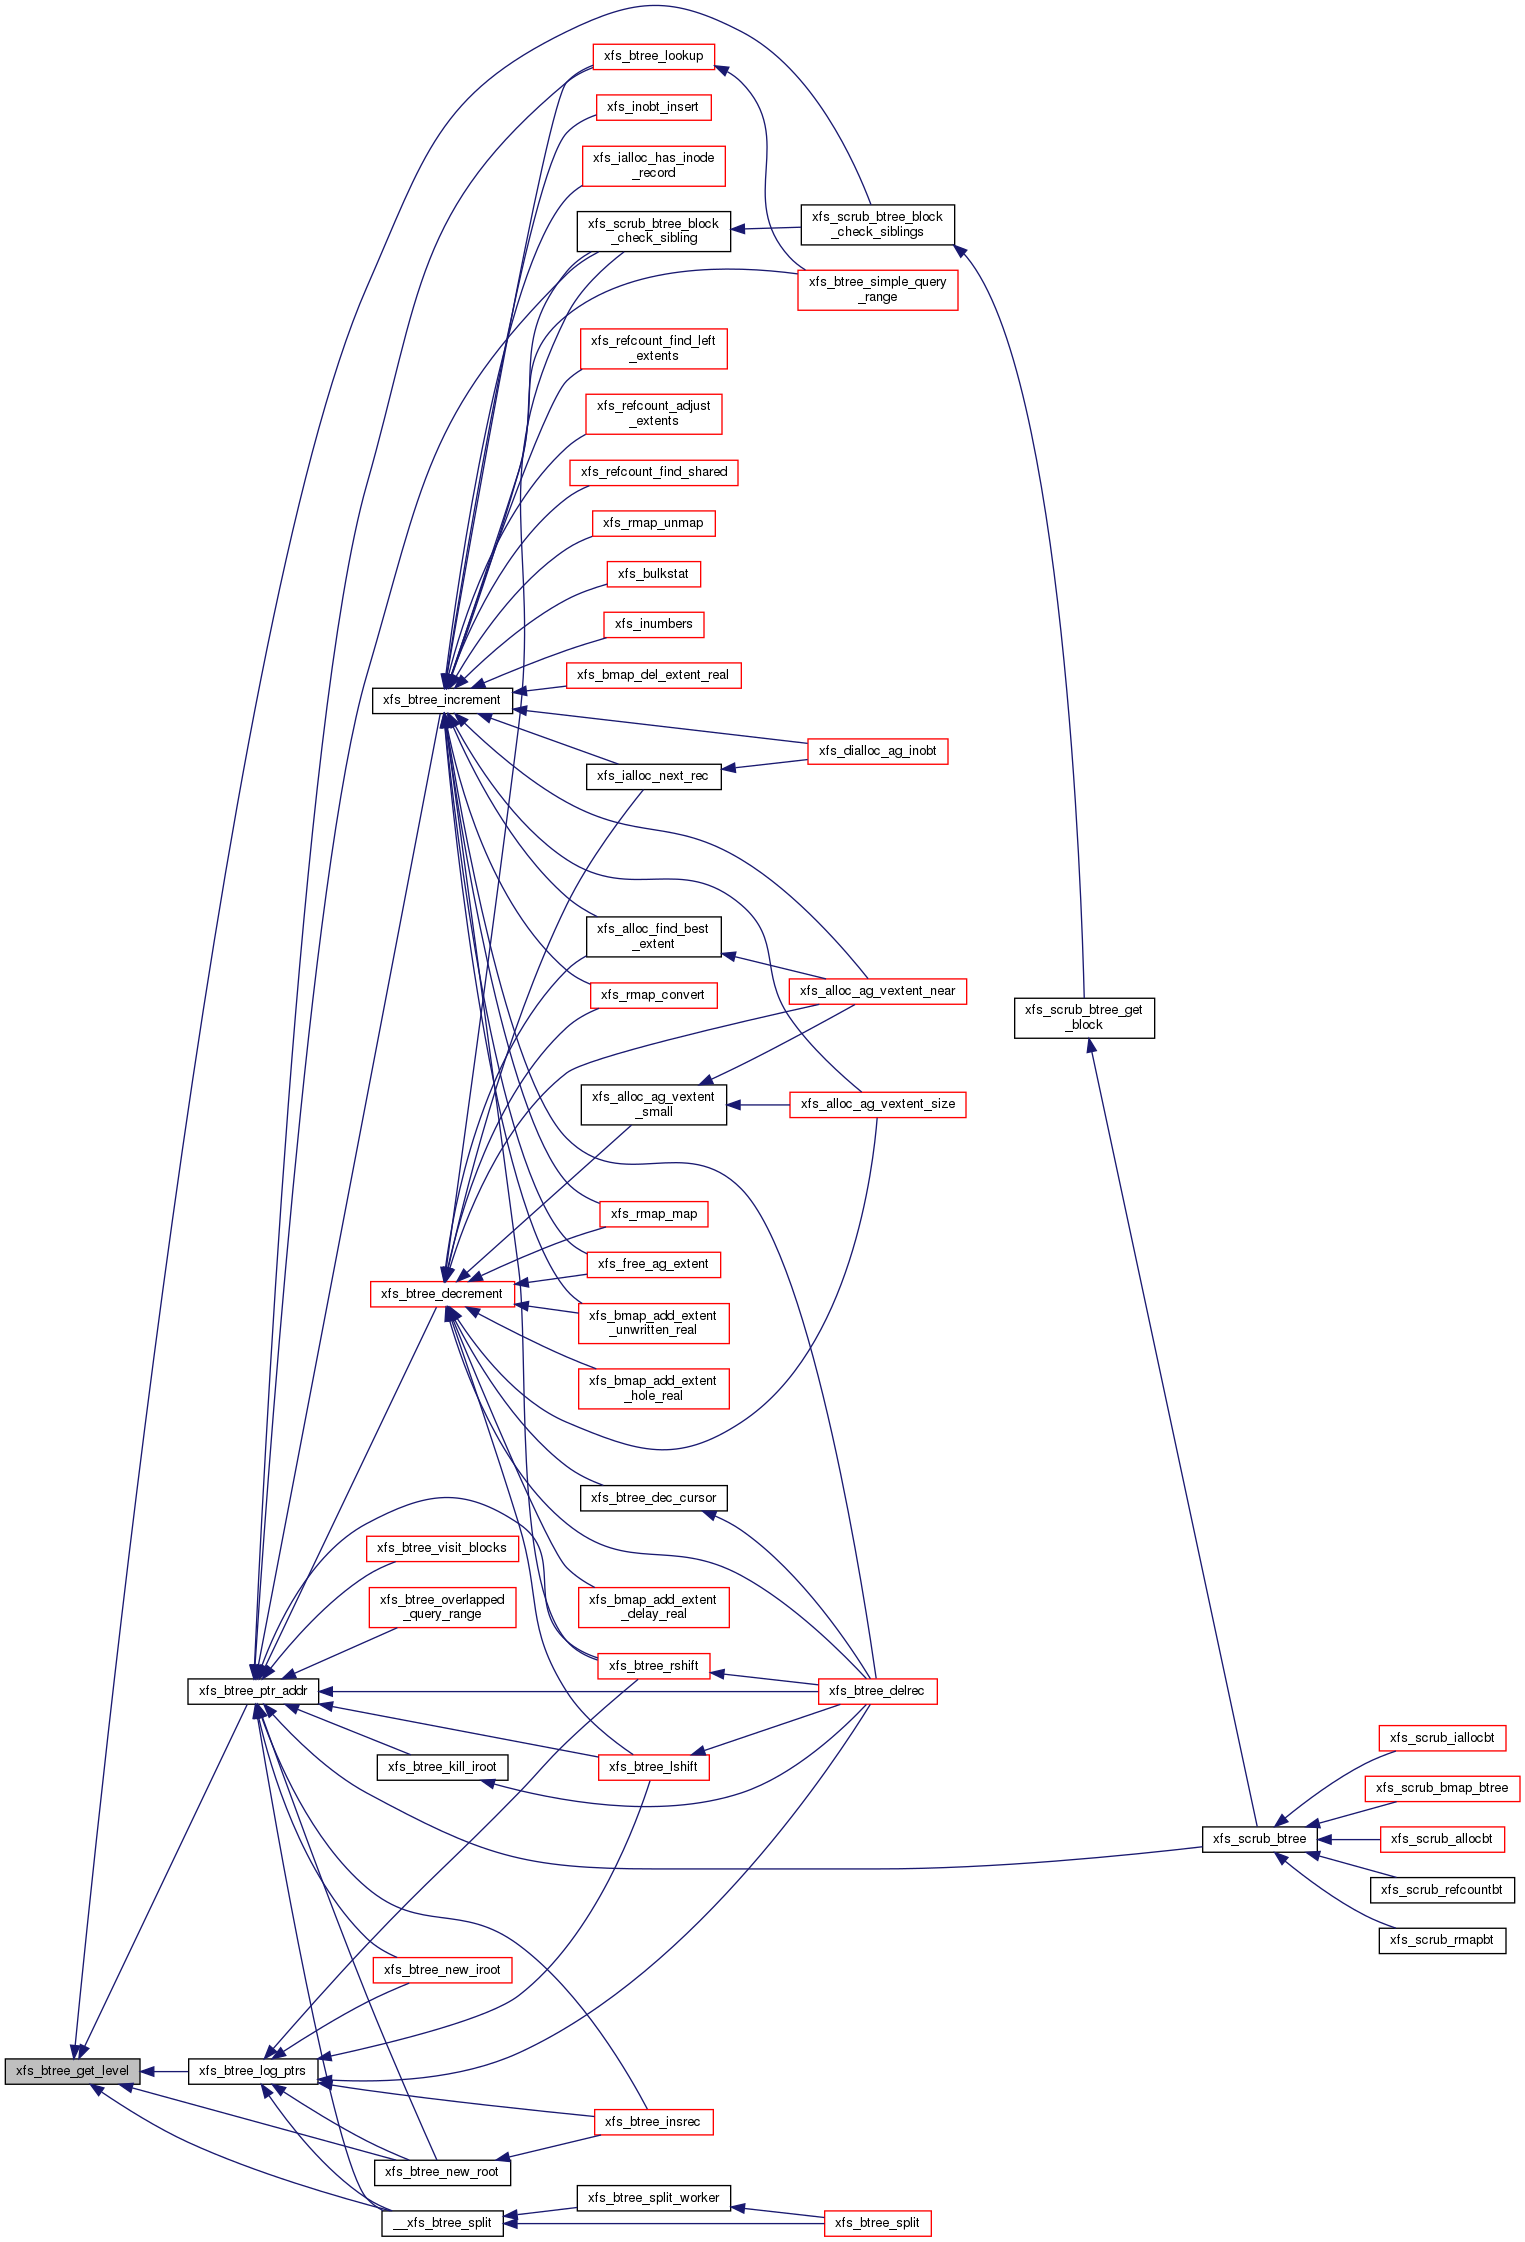 xfs_btree_lookup
xfs_inobt_insert
xfs_ialloc_has_inode
_record
xfs_scrub_btree_block
_check_sibling
xfs_scrub_btree_block
_check_siblings
xfs_btree_simple_query
_range
xfs_refcount_find_left
_extents
xfs_refcount_adjust
_extents
xfs_refcount_find_shared
xfs_rmap_unmap
xfs_bulkstat
xfs_inumbers
xfs_bmap_del_extent_real
xfs_btree_increment
xfs_dialloc_ag_inobt
xfs_ialloc_next_rec
xfs_alloc_find_best
_extent
xfs_rmap_convert
xfs_alloc_ag_vextent_near
xfs_scrub_btree_get
_block
xfs_alloc_ag_vextent
_small
xfs_alloc_ag_vextent_size
xfs_rmap_map
xfs_free_ag_extent
xfs_btree_decrement
xfs_bmap_add_extent
_unwritten_real
xfs_bmap_add_extent
_hole_real
xfs_btree_dec_cursor
xfs_btree_visit_blocks
xfs_btree_overlapped
_query_range
xfs_bmap_add_extent
_delay_real
xfs_btree_rshift
xfs_btree_ptr_addr
xfs_btree_delrec
xfs_btree_kill_iroot
xfs_btree_lshift
xfs_scrub_iallocbt
xfs_scrub_bmap_btree
xfs_scrub_btree
xfs_scrub_allocbt
xfs_scrub_refcountbt
xfs_scrub_rmapbt
xfs_btree_new_iroot
xfs_btree_get_level
xfs_btree_log_ptrs
xfs_btree_insrec
xfs_btree_new_root
xfs_btree_split_worker
__xfs_btree_split
xfs_btree_split